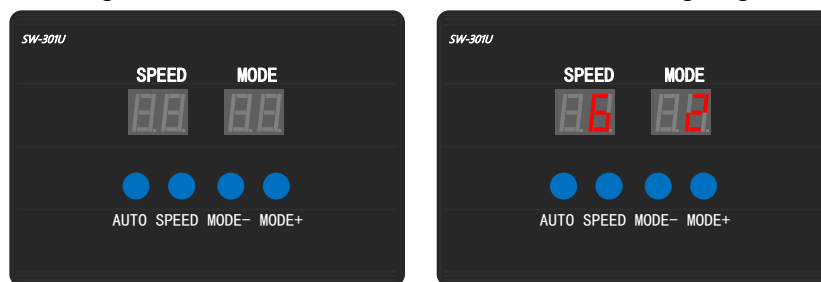 SW-301U
SPEED MODE
AUTO SPEED MODE- MODE+
SW-301U
SPEED MODE
6 2
AUTO SPEED MODE- MODE+